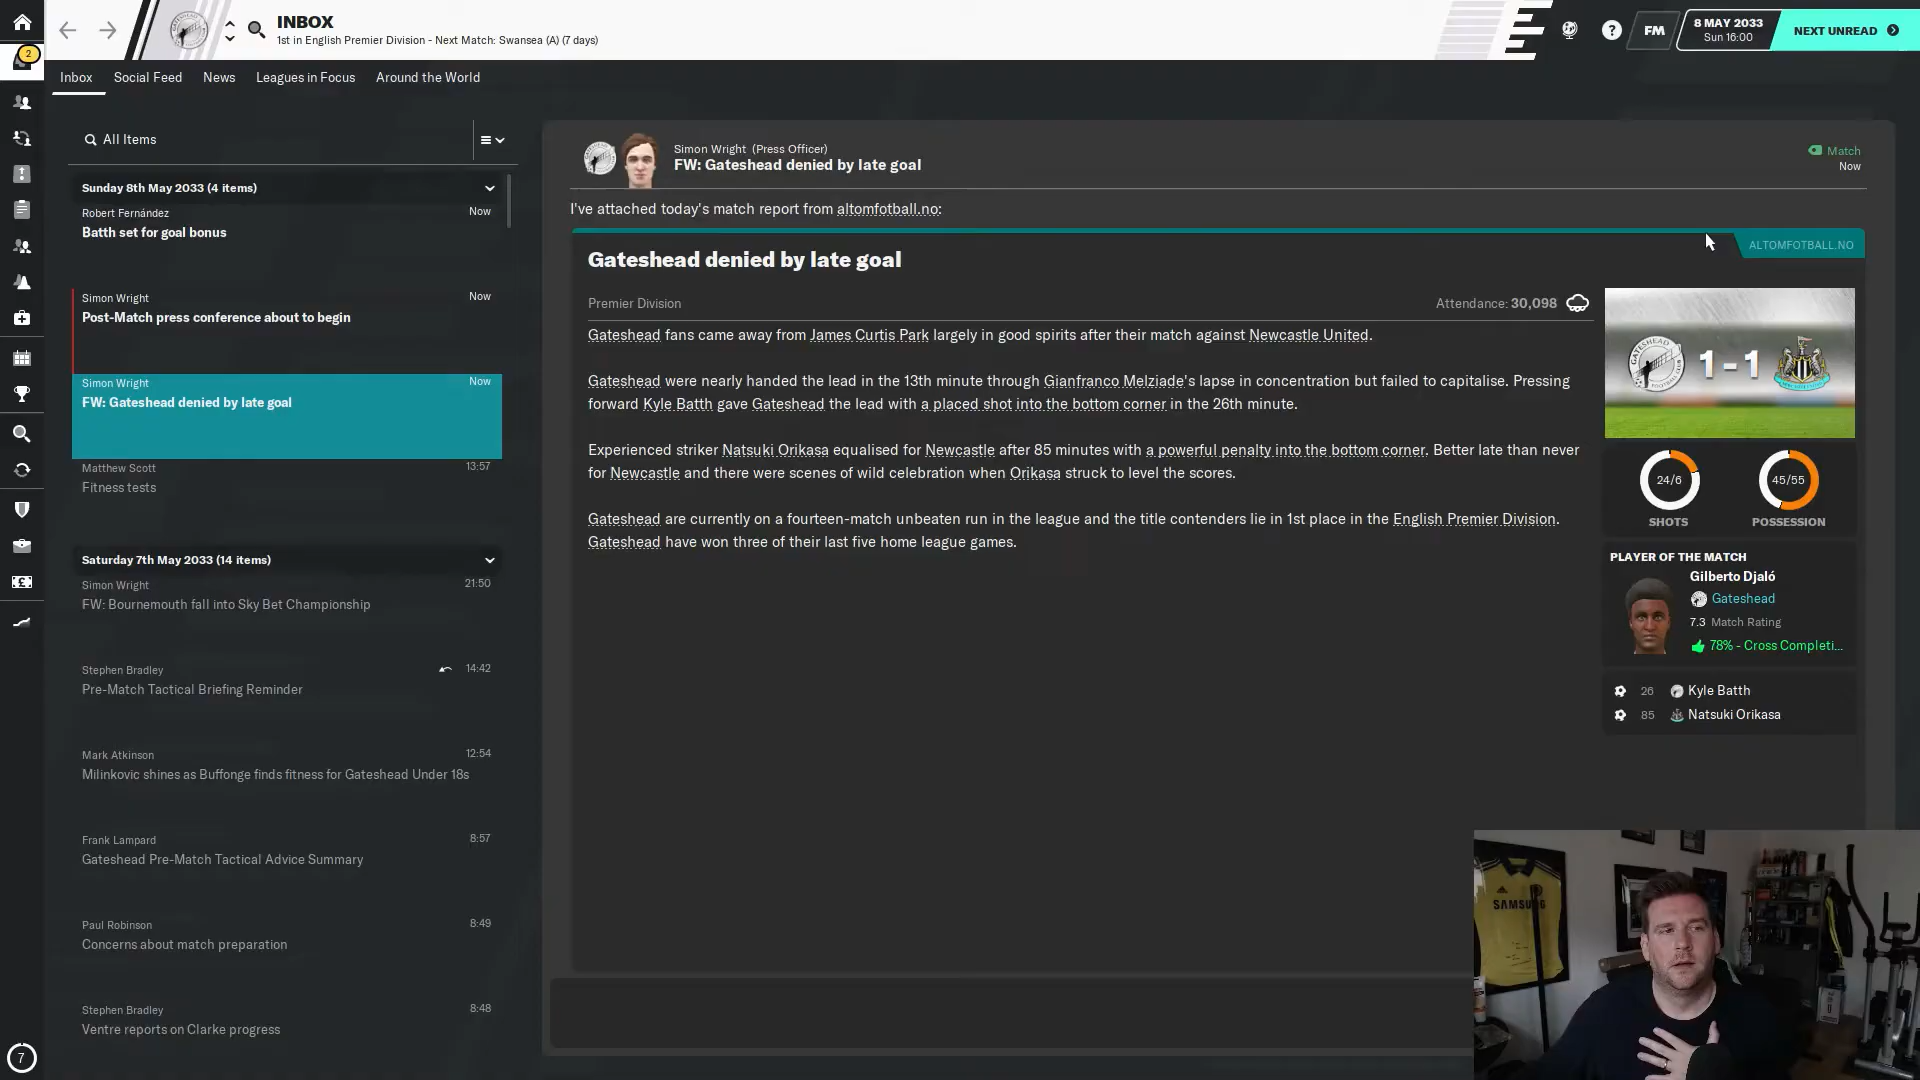 2
INBOX
1st in English Premier Division - Next Match: Swansea (A) (7 days)
FM
8 MAY 2033
Sun 16:00
NEXT UNREAD
Inbox
Social Feed
News
Leagues in Focus
Around the World
All Items
Sunday 8th May 2033 (4 items)
Robert Fernández
Now
Batth set for goal bonus
Simon Wright
Now
Post-Match press conference about to begin
Simon Wright
Now
FW: Gateshead denied by late goal
Matthew Scott
13:57
Fitness tests
Saturday 7th May 2033 (14 items)
Simon Wright
21:50
FW: Bournemouth fall into Sky Bet Championship
Stephen Bradley
14:42
Pre-Match Tactical Briefing Reminder
Mark Atkinson
12:54
Milinkovic shines as Buffonge finds fitness for Gateshead Under 18s
Frank Lampard
8:57
Gateshead Pre-Match Tactical Advice Summary
Paul Robinson
8:49
Concerns about match preparation
Stephen Bradley
8:48
Ventre reports on Clarke progress
7
Simon Wright (Press Officer)
FW: Gateshead denied by late goal
Match
Now
I've attached today's match report from altomfotball.no:
ALTOMFOTBALL.NO
Gateshead denied by late goal
Premier Division
Attendance: 30,098
Gateshead fans came away from James Curtis Park largely in good spirits after their match against Newcastle United.
Gateshead were nearly handed the lead in the 13th minute through Gianfranco Melziade's lapse in concentration but failed to capitalise. Pressing
forward Kyle Batth gave Gateshead the lead with a placed shot into the bottom corner in the 26th minute.
Experienced striker Natsuki Orikasa equalised for Newcastle after 85 minutes with a powerful penalty into the bottom corner. Better late than never
for Newcastle and there were scenes of wild celebration when Orikasa struck to level the scores.
Gateshead are currently on a fourteen-match unbeaten run in the league and the title contenders lie in 1st place in the English Premier Division.
Gateshead have won three of their last five home league games.
GATESHEAD
1 - 1
24/6
SHOTS
45/55
POSSESSION
PLAYER OF THE MATCH
Gilberto Djaló
Gateshead
7.3 Match Rating
78% - Cross Completi...
26 Kyle Batth
85 Natsuki Orikasa
SAMSUNG